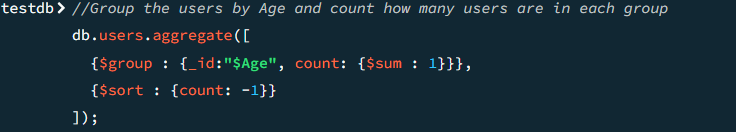 testdb> //Group the users by Age and count how many users are in each group
db.users.aggregate([
{$group : {_id:"$Age", count: {$sum : 1}}},
{$sort : {count: -1}}
]);